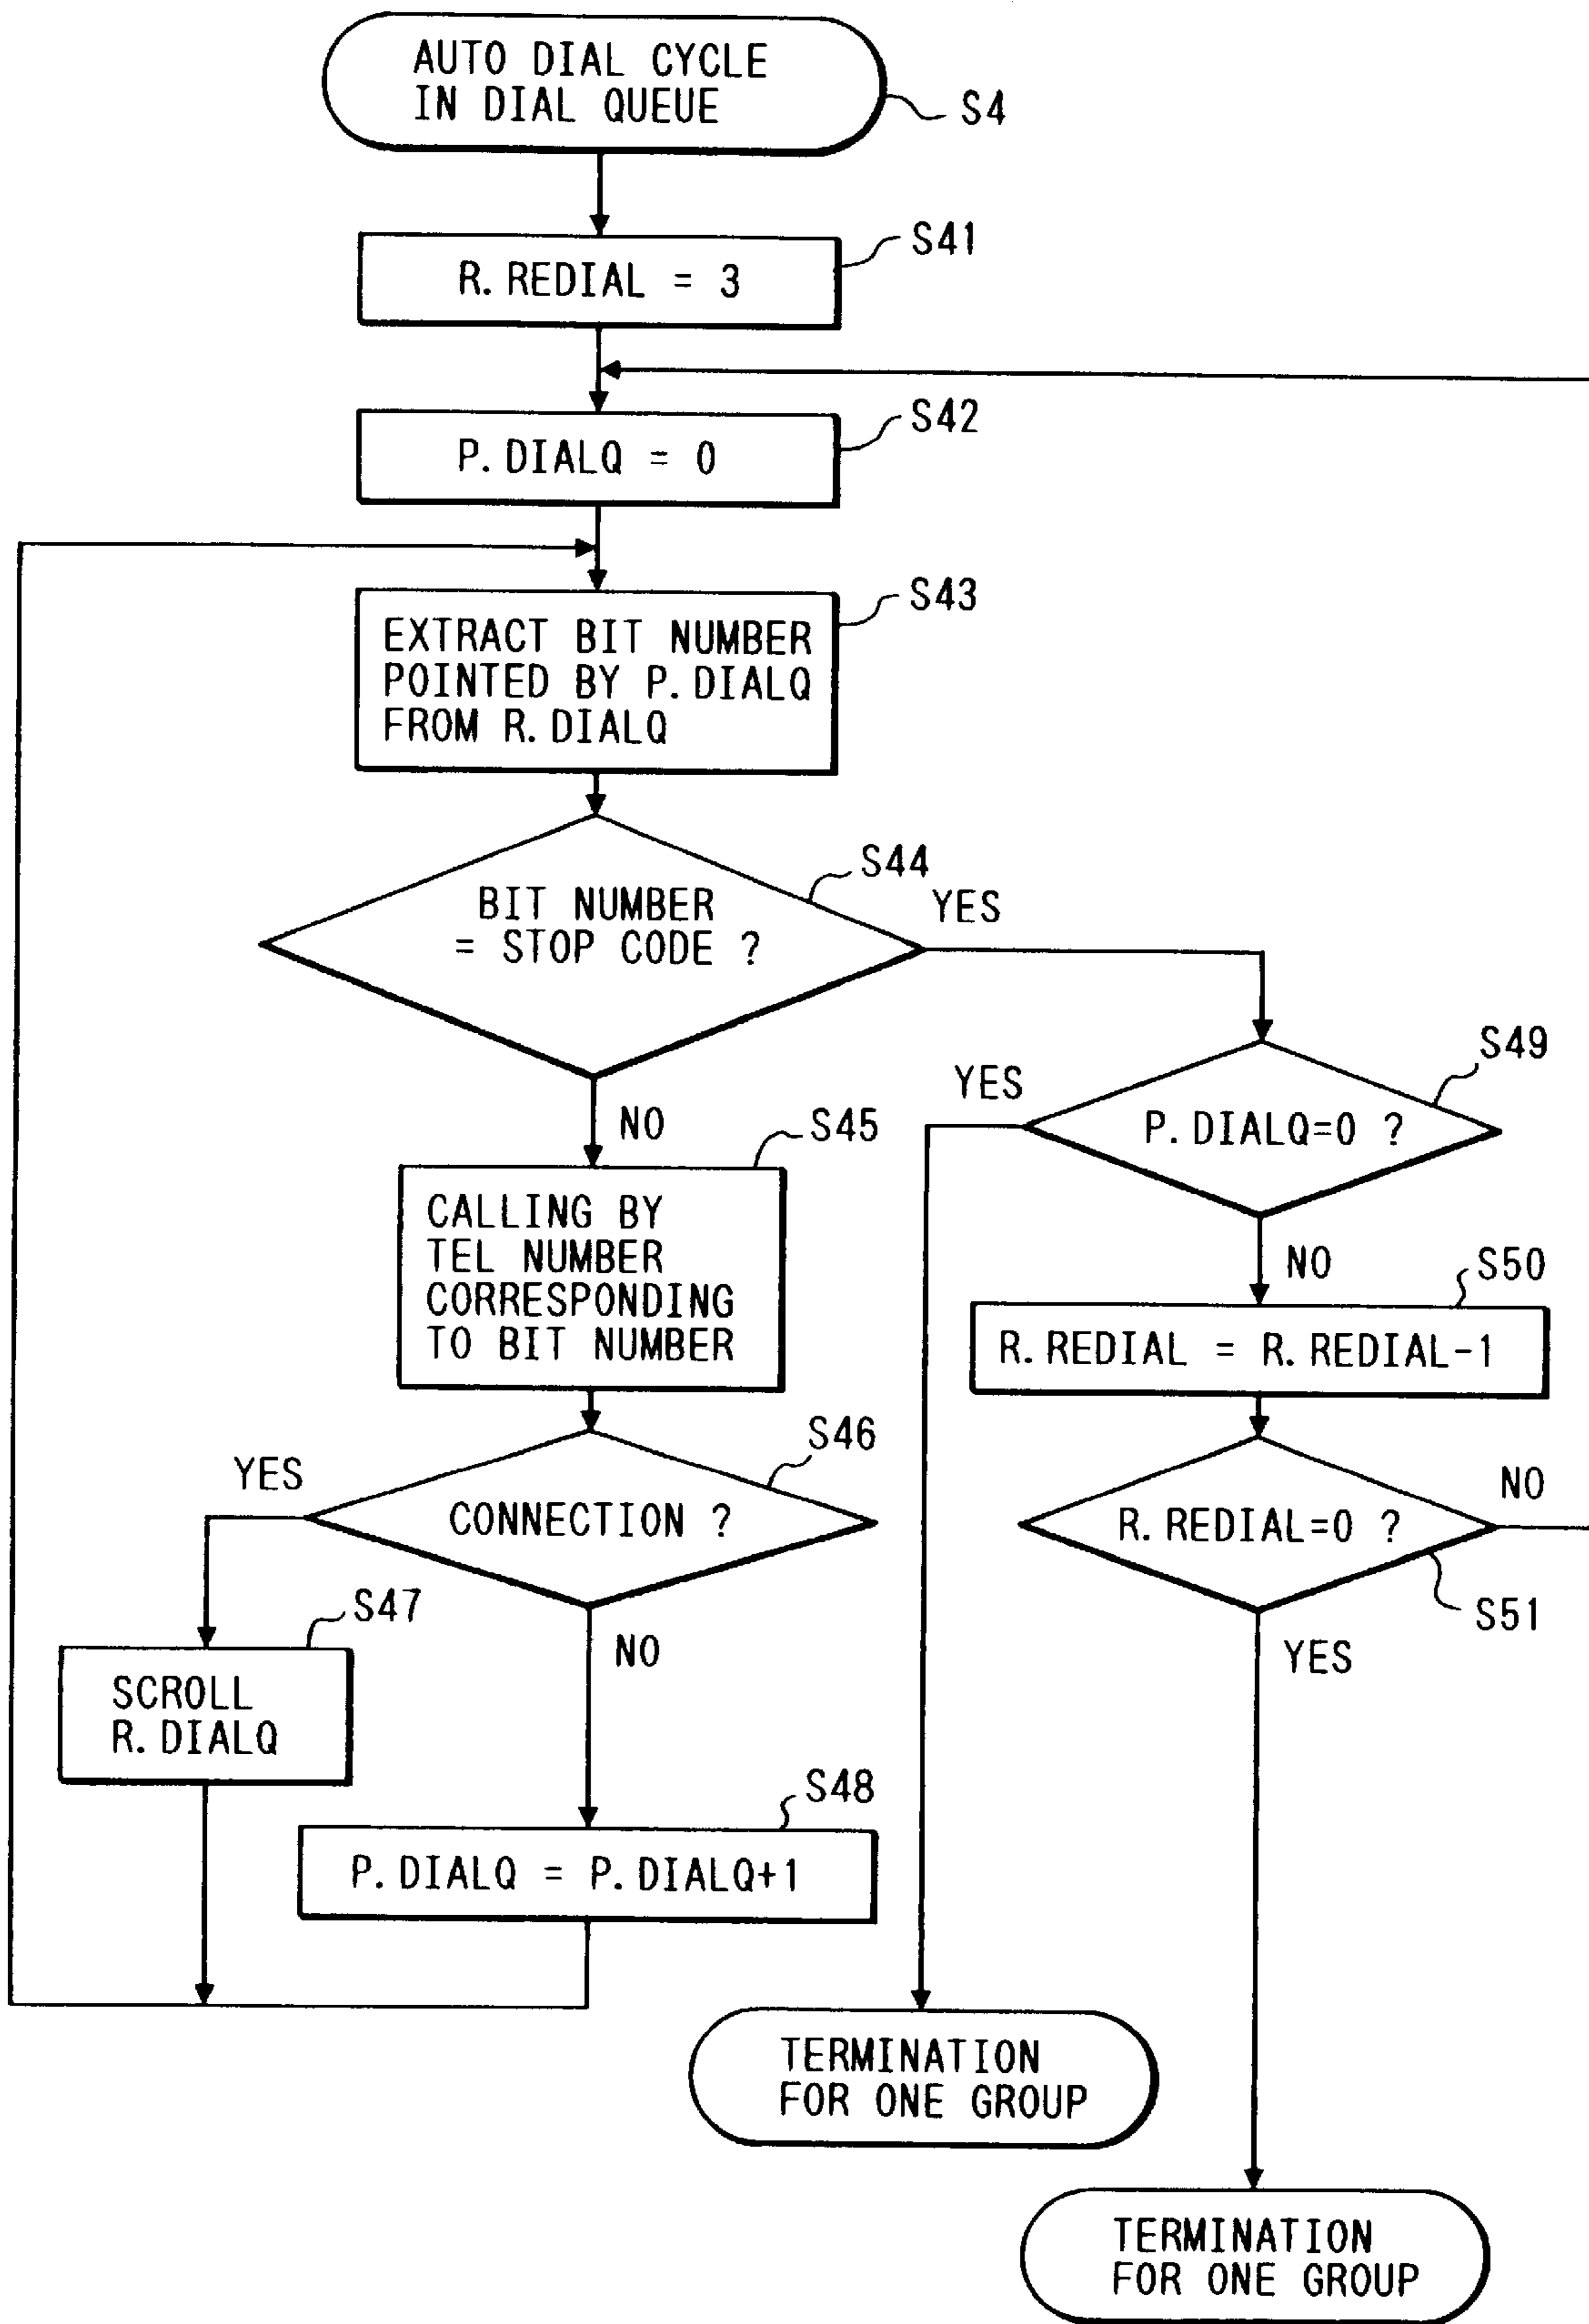 AUTO DIAL CYCLE
IN DIAL QUEUE
S4
S41
R.REDIAL = 3
S42
P.DIALQ = 0
S43
EXTRACT BIT NUMBER
POINTED BY P.DIALQ
FROM R.DIALQ
S44
BIT NUMBER
= STOP CODE ?
YES
NO
S49
YES
P.DIALQ=0 ?
NO
S45
CALLING BY
TEL NUMBER
CORRESPONDING
TO BIT NUMBER
S50
R.REDIAL = R.REDIAL-1
S46
YES
CONNECTION ?
NO
R.REDIAL=0 ?
NO
S51
YES
S47
SCROLL
R.DIALQ
S48
P.DIALQ = P.DIALQ+1
TERMINATION
FOR ONE GROUP
TERMINATION
FOR ONE GROUP